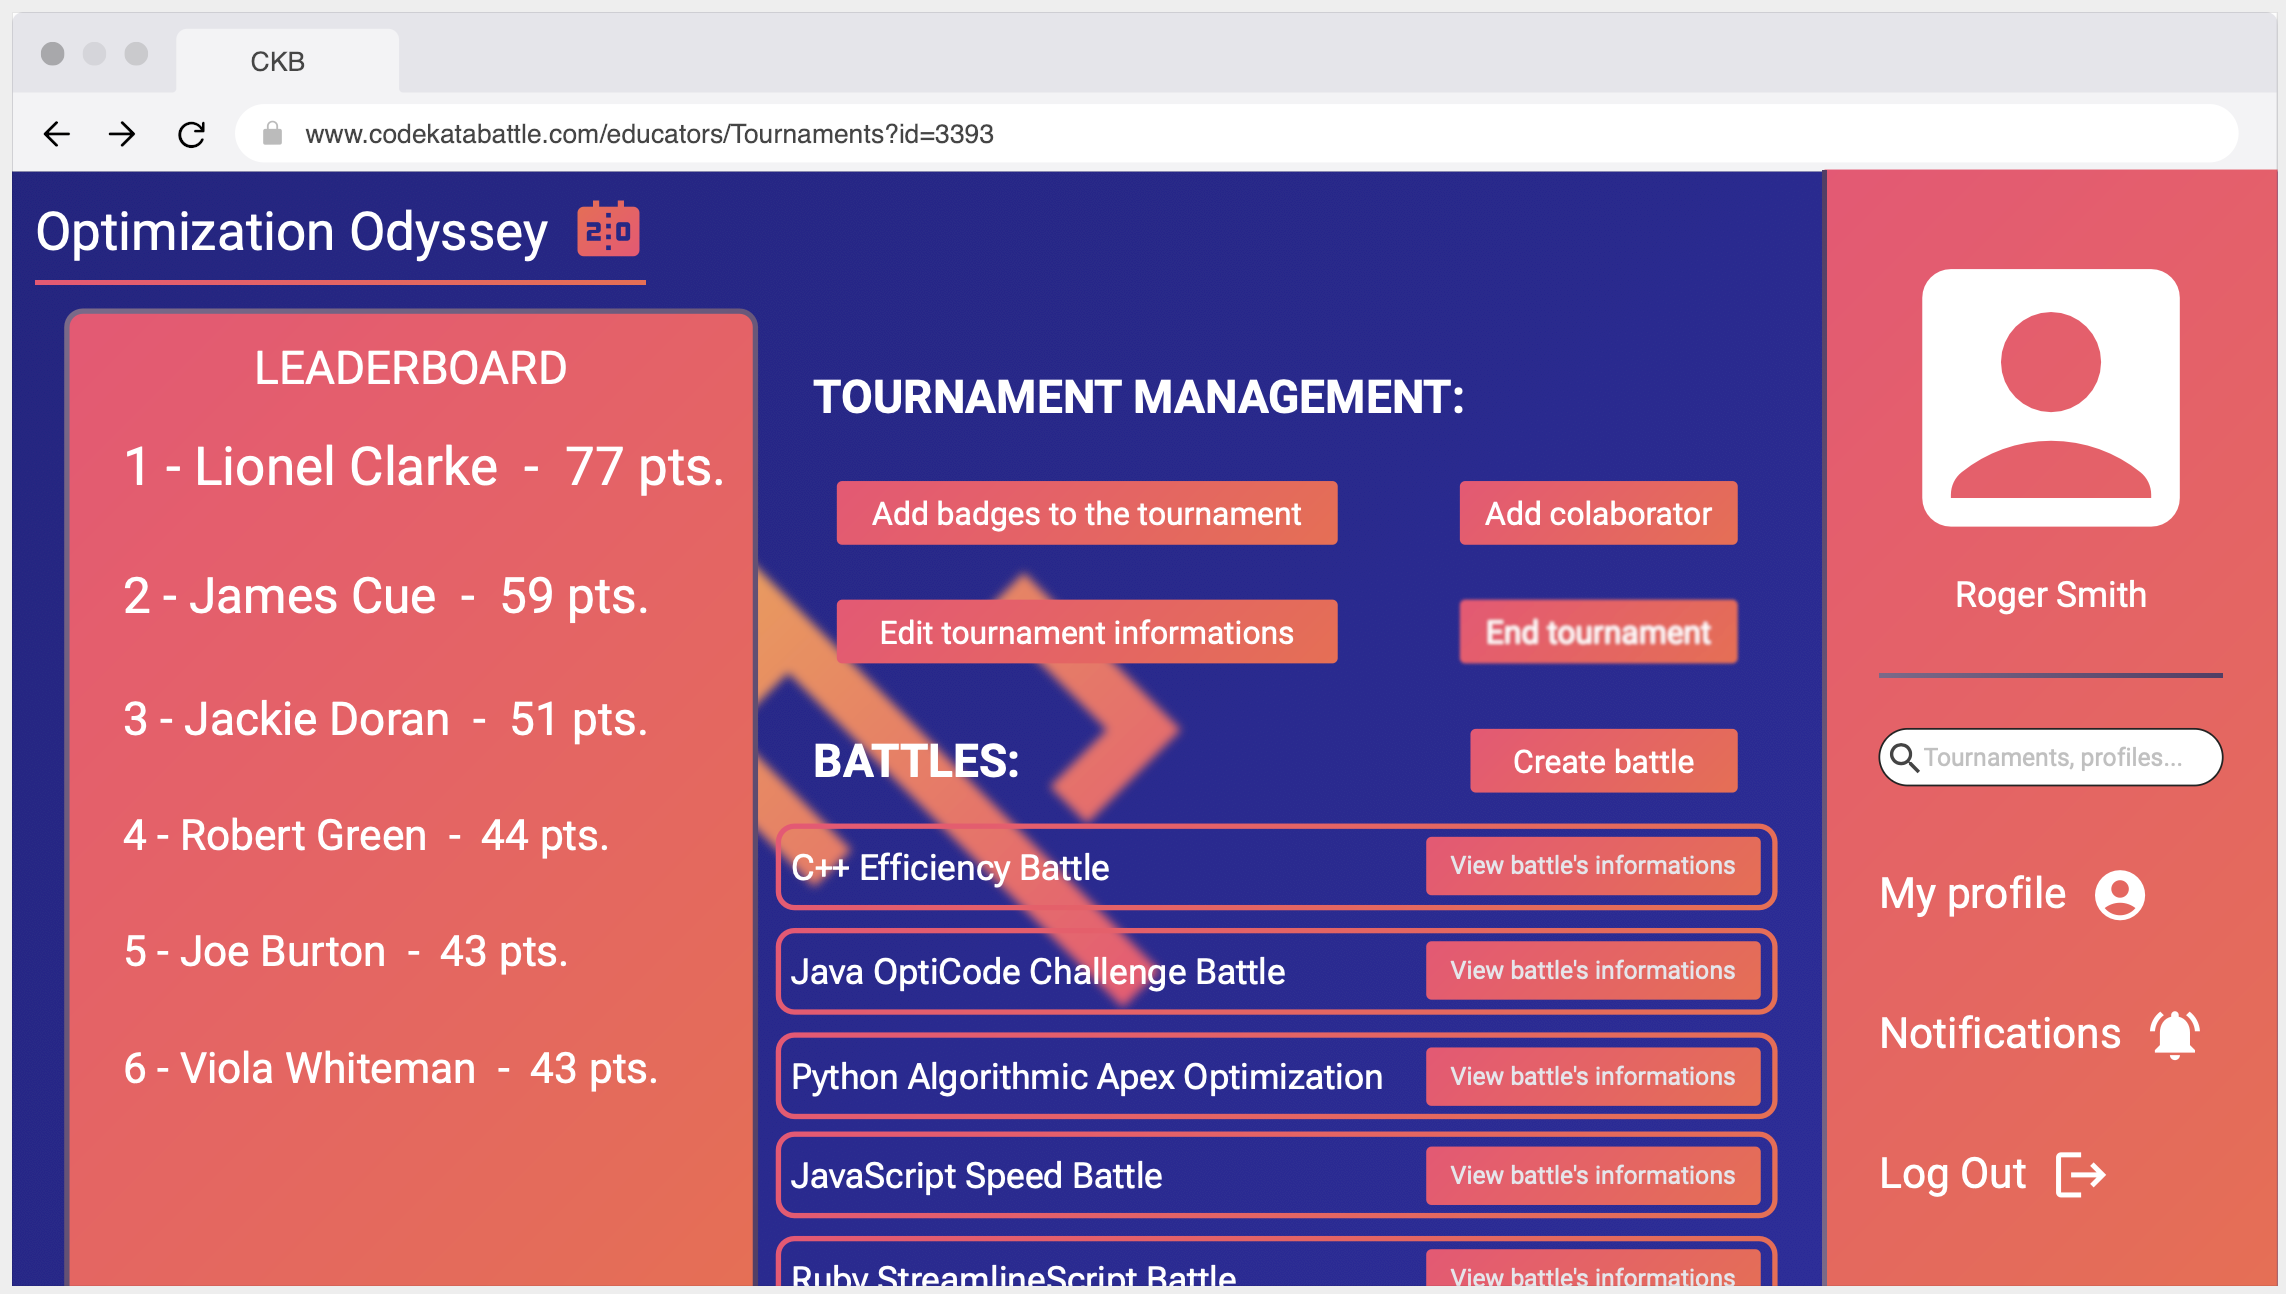 CKB
www.codekatabattle.com/educators/Tournaments?id=3393
Optimization Odyssey 2:0
LEADERBOARD
1 - Lionel Clarke - 77 pts.
2 - James Cue - 59 pts.
3 - Jackie Doran - 51 pts.
4 - Robert Green - 44 pts.
5 - Joe Burton - 43 pts.
6 - Viola Whiteman - 43 pts.
TOURNAMENT MANAGEMENT:
Add badges to the tournament
Add colaborator
Edit tournament informations
End tournament
BATTLES:
Create battle
C++ Efficiency Battle
View battle's informations
Java OptiCode Challenge Battle
View battle's informations
Python Algorithmic Apex Optimization
View battle's informations
JavaScript Speed Battle
View battle's informations
Ruby StreamlineScript Battle
View battle's informations
Roger Smith
Tournaments, profiles...
My profile
Notifications
Log Out